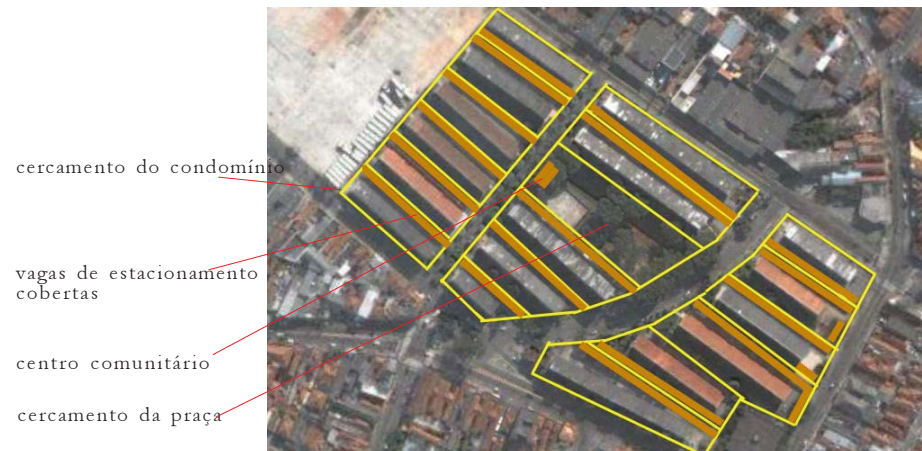 cercamento do condomínio
vagas de estacionamento
cobertas
centro comunitário
cercamento da praça